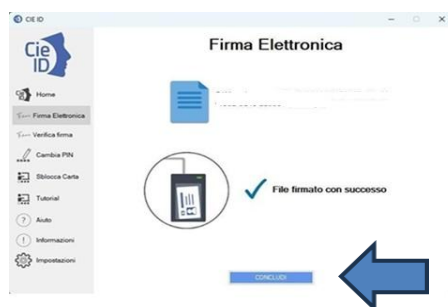 CIE ID
Firma Elettronica
Cie
ID
Home
Firma Elettronica
Verifica firma
Cambia PIN
Sblocca Carta
Tutorial
Aiuto
Informazioni
Impostazioni
File firmato con successo
CONCLUDI